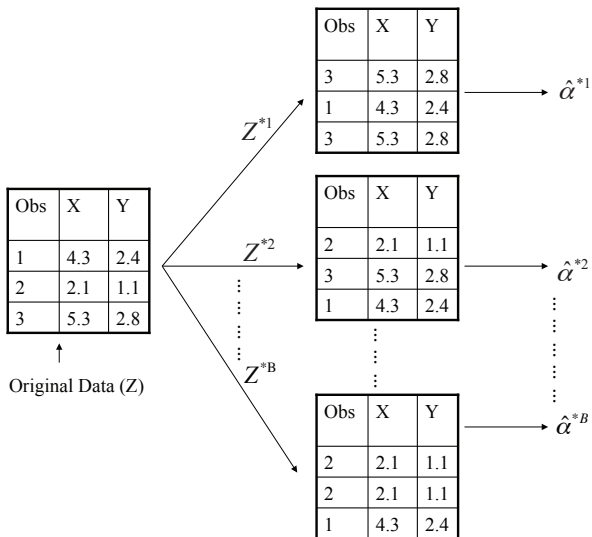 Obs X Y
3 5.3 2.8
1 4.3 2.4
3 5.3 2.8
α̂*1
Z*1
Obs X Y
1 4.3 2.4
2 2.1 1.1
3 5.3 2.8
Original Data (Z)
Z*2
Obs X Y
2 2.1 1.1
3 5.3 2.8
1 4.3 2.4
α̂*2
Z*B
Obs X Y
2 2.1 1.1
2 2.1 1.1
1 4.3 2.4
α̂*B